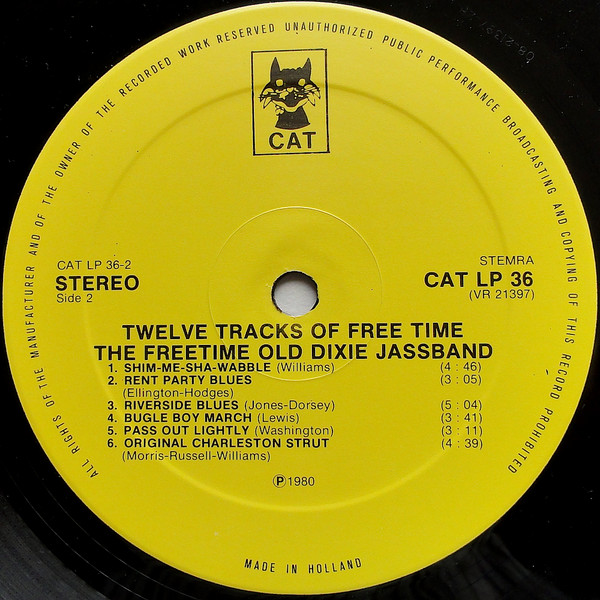 ALL RIGHTS OF THE MANUFACTURER AND OF THE OWNER OF THE RECORDED WORK RESERVED UNAUTHORIZED PUBLIC PERFORMANCE BROADCASTING AND COPYING OF THIS RECORD PROHIBITED
CAT
CAT LP 36-2
STEREO
Side 2
STEMRA
CAT LP 36
(VR 21397)
TWELVE TRACKS OF FREE TIME
THE FREETIME OLD DIXIE JASSBAND
1. SHIM-ME-SHA-WABBLE (Williams) (4 : 46)
2. RENT PARTY BLUES (3 : 05)
(Ellington-Hodges)
3. RIVERSIDE BLUES (Jones-Dorsey) (5 : 04)
4. BUGLE BOY MARCH (Lewis) (3 : 41)
5. PASS OUT LIGHTLY (Washington) (3 : 11)
6. ORIGINAL CHARLESTON STRUT (4 : 39)
(Morris-Russell-Williams)
Ⓟ1980
MADE IN HOLLAND